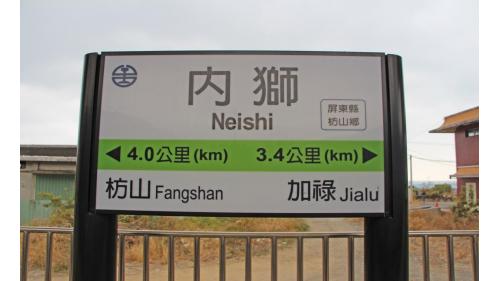 內獅
Neishi
屏東縣
枋山鄉
◀ 4.0公里(km) 3.4公里(km) ▶
枋山 Fangshan 加祿 Jialu